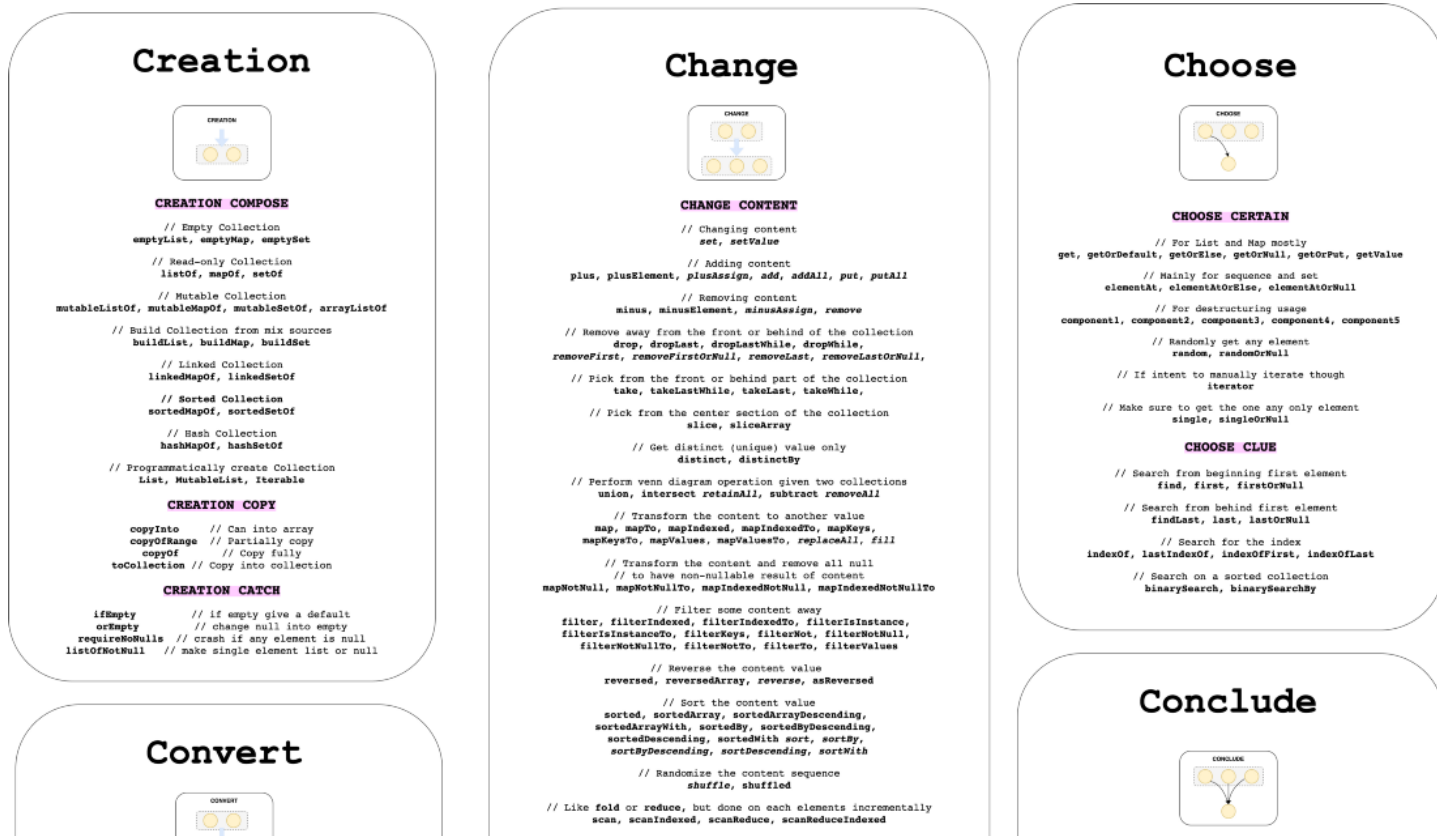 Creation
CREATION
CREATION COMPOSE
// Empty Collection
emptyList, emptyMap, emptySet
// Read-only Collection
listOf, mapOf, setOf
// Mutable Collection
mutableListOf, mutableMapOf, mutableSetOf, arrayListOf
// Build Collection from mix sources
buildList, buildMap, buildSet
// Linked Collection
linkedMapOf, linkedSetOf
// Sorted Collection
sortedMapOf, sortedSetOf
// Hash Collection
hashMapOf, hashSetOf
// Programmatically create Collection
List, MutableList, Iterable
CREATION COPY
copyInto // Can into array
copyOfRange // Partially copy
copyOf // Copy fully
toCollection // Copy into collection
CREATION CATCH
ifEmpty // if empty give a default
orEmpty // change null into empty
requireNoNulls // crash if any element is null
listOfNotNull // make single element list or null
Convert
CONVERT
Change
CHANGE
CHANGE CONTENT
// Changing content
set, setValue
// Adding content
plus, plusElement, plusAssign, add, addAll, put, putAll
// Removing content
minus, minusElement, minusAssign, remove
// Remove away from the front or behind of the collection
drop, dropLast, dropLastWhile, dropWhile,
removeFirst, removeFirstOrNull, removeLast, removeLastOrNull,
// Pick from the front or behind part of the collection
take, takeLastWhile, takeLast, takeWhile,
// Pick from the center section of the collection
slice, sliceArray
// Get distinct (unique) value only
distinct, distinctBy
// Perform venn diagram operation given two collections
union, intersect retainAll, subtract removeAll
// Transform the content to another value
map, mapTo, mapIndexed, mapIndexedTo, mapKeys,
mapKeysTo, mapValues, mapValuesTo, replaceAll, fill
// Transform the content and remove all null
// to have non-nullable result of content
mapNotNull, mapNotNullTo, mapIndexedNotNull, mapIndexedNotNullTo
// Filter some content away
filter, filterIndexed, filterIndexedTo, filterIsInstance,
filterIsInstanceTo, filterKeys, filterNot, filterNotNull,
filterNotNullTo, filterNotTo, filterTo, filterValues
// Reverse the content value
reversed, reversedArray, reverse, asReversed
// Sort the content value
sorted, sortedArray, sortedArrayDescending,
sortedArrayWith, sortedBy, sortedByDescending,
sortedDescending, sortedWith sort, sortBy,
sortByDescending, sortDescending, sortWith
// Randomize the content sequence
shuffle, shuffled
// Like fold or reduce, but done on each elements incrementally
scan, scanIndexed, scanReduce, scanReduceIndexed
Choose
CHOOSE
CHOOSE CERTAIN
// For List and Map mostly
get, getOrDefault, getOrElse, getOrNull, getOrPut, getValue
// Mainly for sequence and set
elementAt, elementAtOrElse, elementAtOrNull
// For destructuring usage
component1, component2, component3, component4, component5
// Randomly get any element
random, randomOrNull
// If intent to manually iterate though
iterator
// Make sure to get the one any only element
single, singleOrNull
CHOOSE CLUE
// Search from beginning first element
find, first, firstOrNull
// Search from behind first element
findLast, last, lastOrNull
// Search for the index
indexOf, lastIndexOf, indexOfFirst, indexOfLast
// Search on a sorted collection
binarySearch, binarySearchBy
Conclude
CONCLUDE